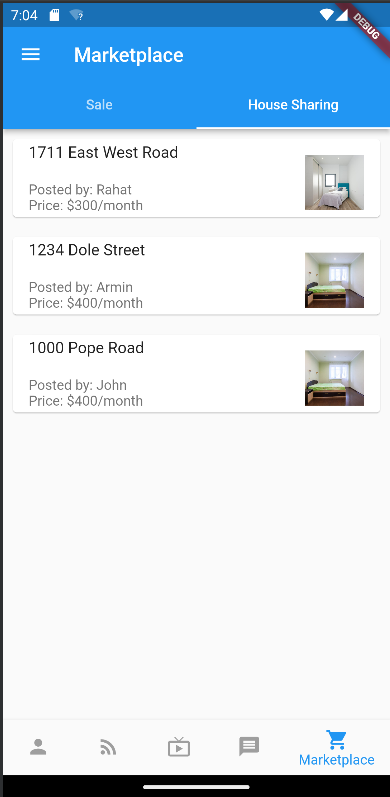 7:04
DEBUG
Marketplace
Sale
House Sharing
1711 East West Road
Posted by: Rahat
Price: $300/month
1234 Dole Street
Posted by: Armin
Price: $400/month
1000 Pope Road
Posted by: John
Price: $400/month
Marketplace